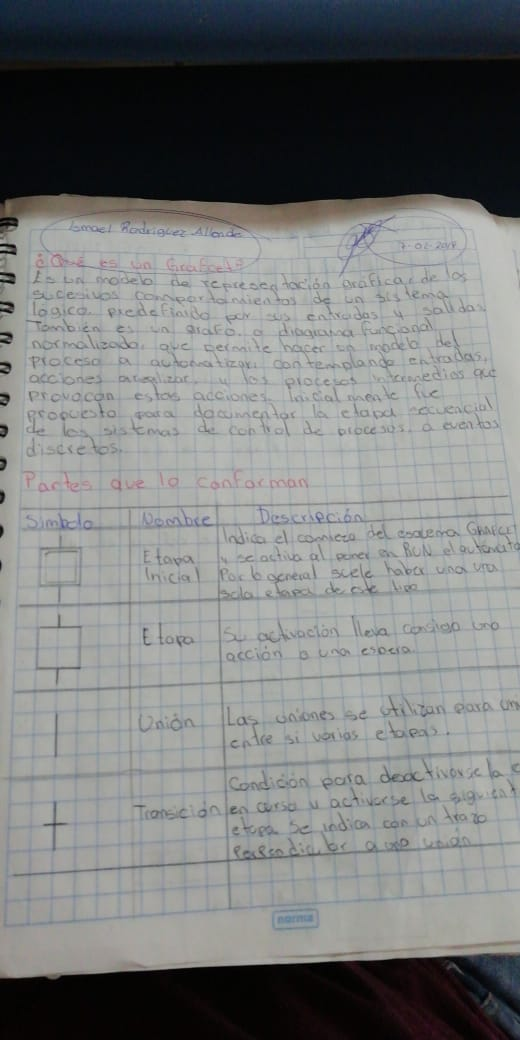 Ismael Rodriguez Allende
7-02-2019
¿Qué es un Grafcet?
Es un modelo de representación grafica, de los
sucesivos comportamientos de un sistema
logico, predefinido por sus entradas y salidas
También es un grafo, o diagrama funcional
normalizado, que permite hacer un modelo del
proceso a automatizar, contemplando entradas,
acciones a realizar, y los procesos intermedios que
provocan estas acciones. Inicialmente fue
propuesto para documentar la etapa secuencial
de los sistemas de control de procesos, a eventos
discretos.
Partes que lo conforman
Simbolo Nombre Descripción
Etapa Inicial
Indica el comienzo del esquema GRAFCET
y se activa al poner en RUN el automata
Por lo general suele haber una una
sola etapa de este tipo
Etapa
Su activación lleva consigo una
acción o una espera.
Unión
Las uniones se utilizan para
entre si varias etapas.
Transición
Condición para desactivarse la
en curso y activarse la siguient
etapa Se indica con un trazo
Perpendicular a una unión
norma